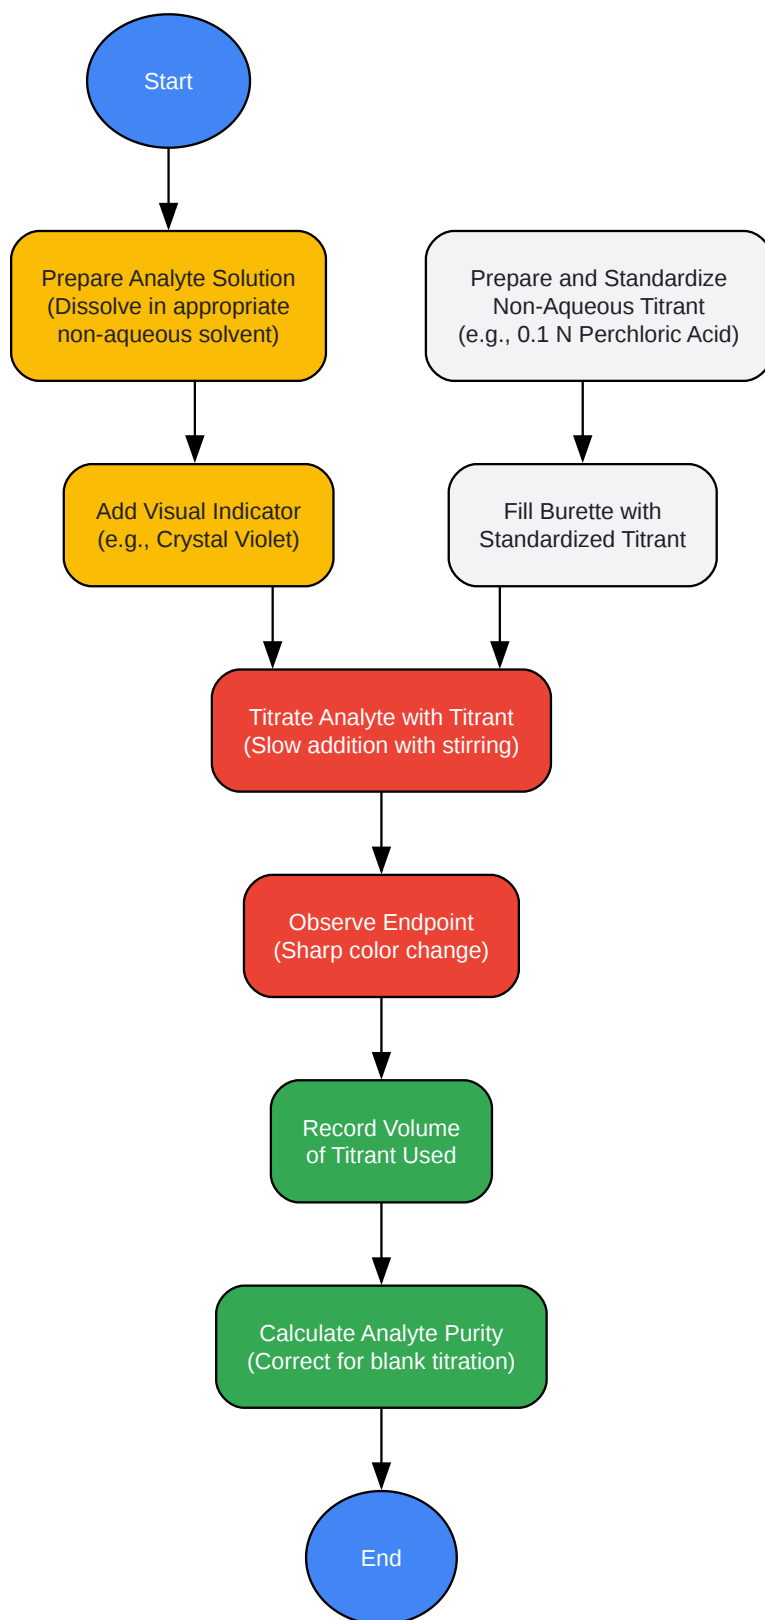 Start
Prepare Analyte Solution
(Dissolve in appropriate
non-aqueous solvent)
Prepare and Standardize
Non-Aqueous Titrant
(e.g., 0.1 N Perchloric Acid)
Add Visual Indicator
(e.g., Crystal Violet)
Fill Burette with
Standardized Titrant
Titrate Analyte with Titrant
(Slow addition with stirring)
Observe Endpoint
(Sharp color change)
Record Volume
of Titrant Used
Calculate Analyte Purity
(Correct for blank titration)
End